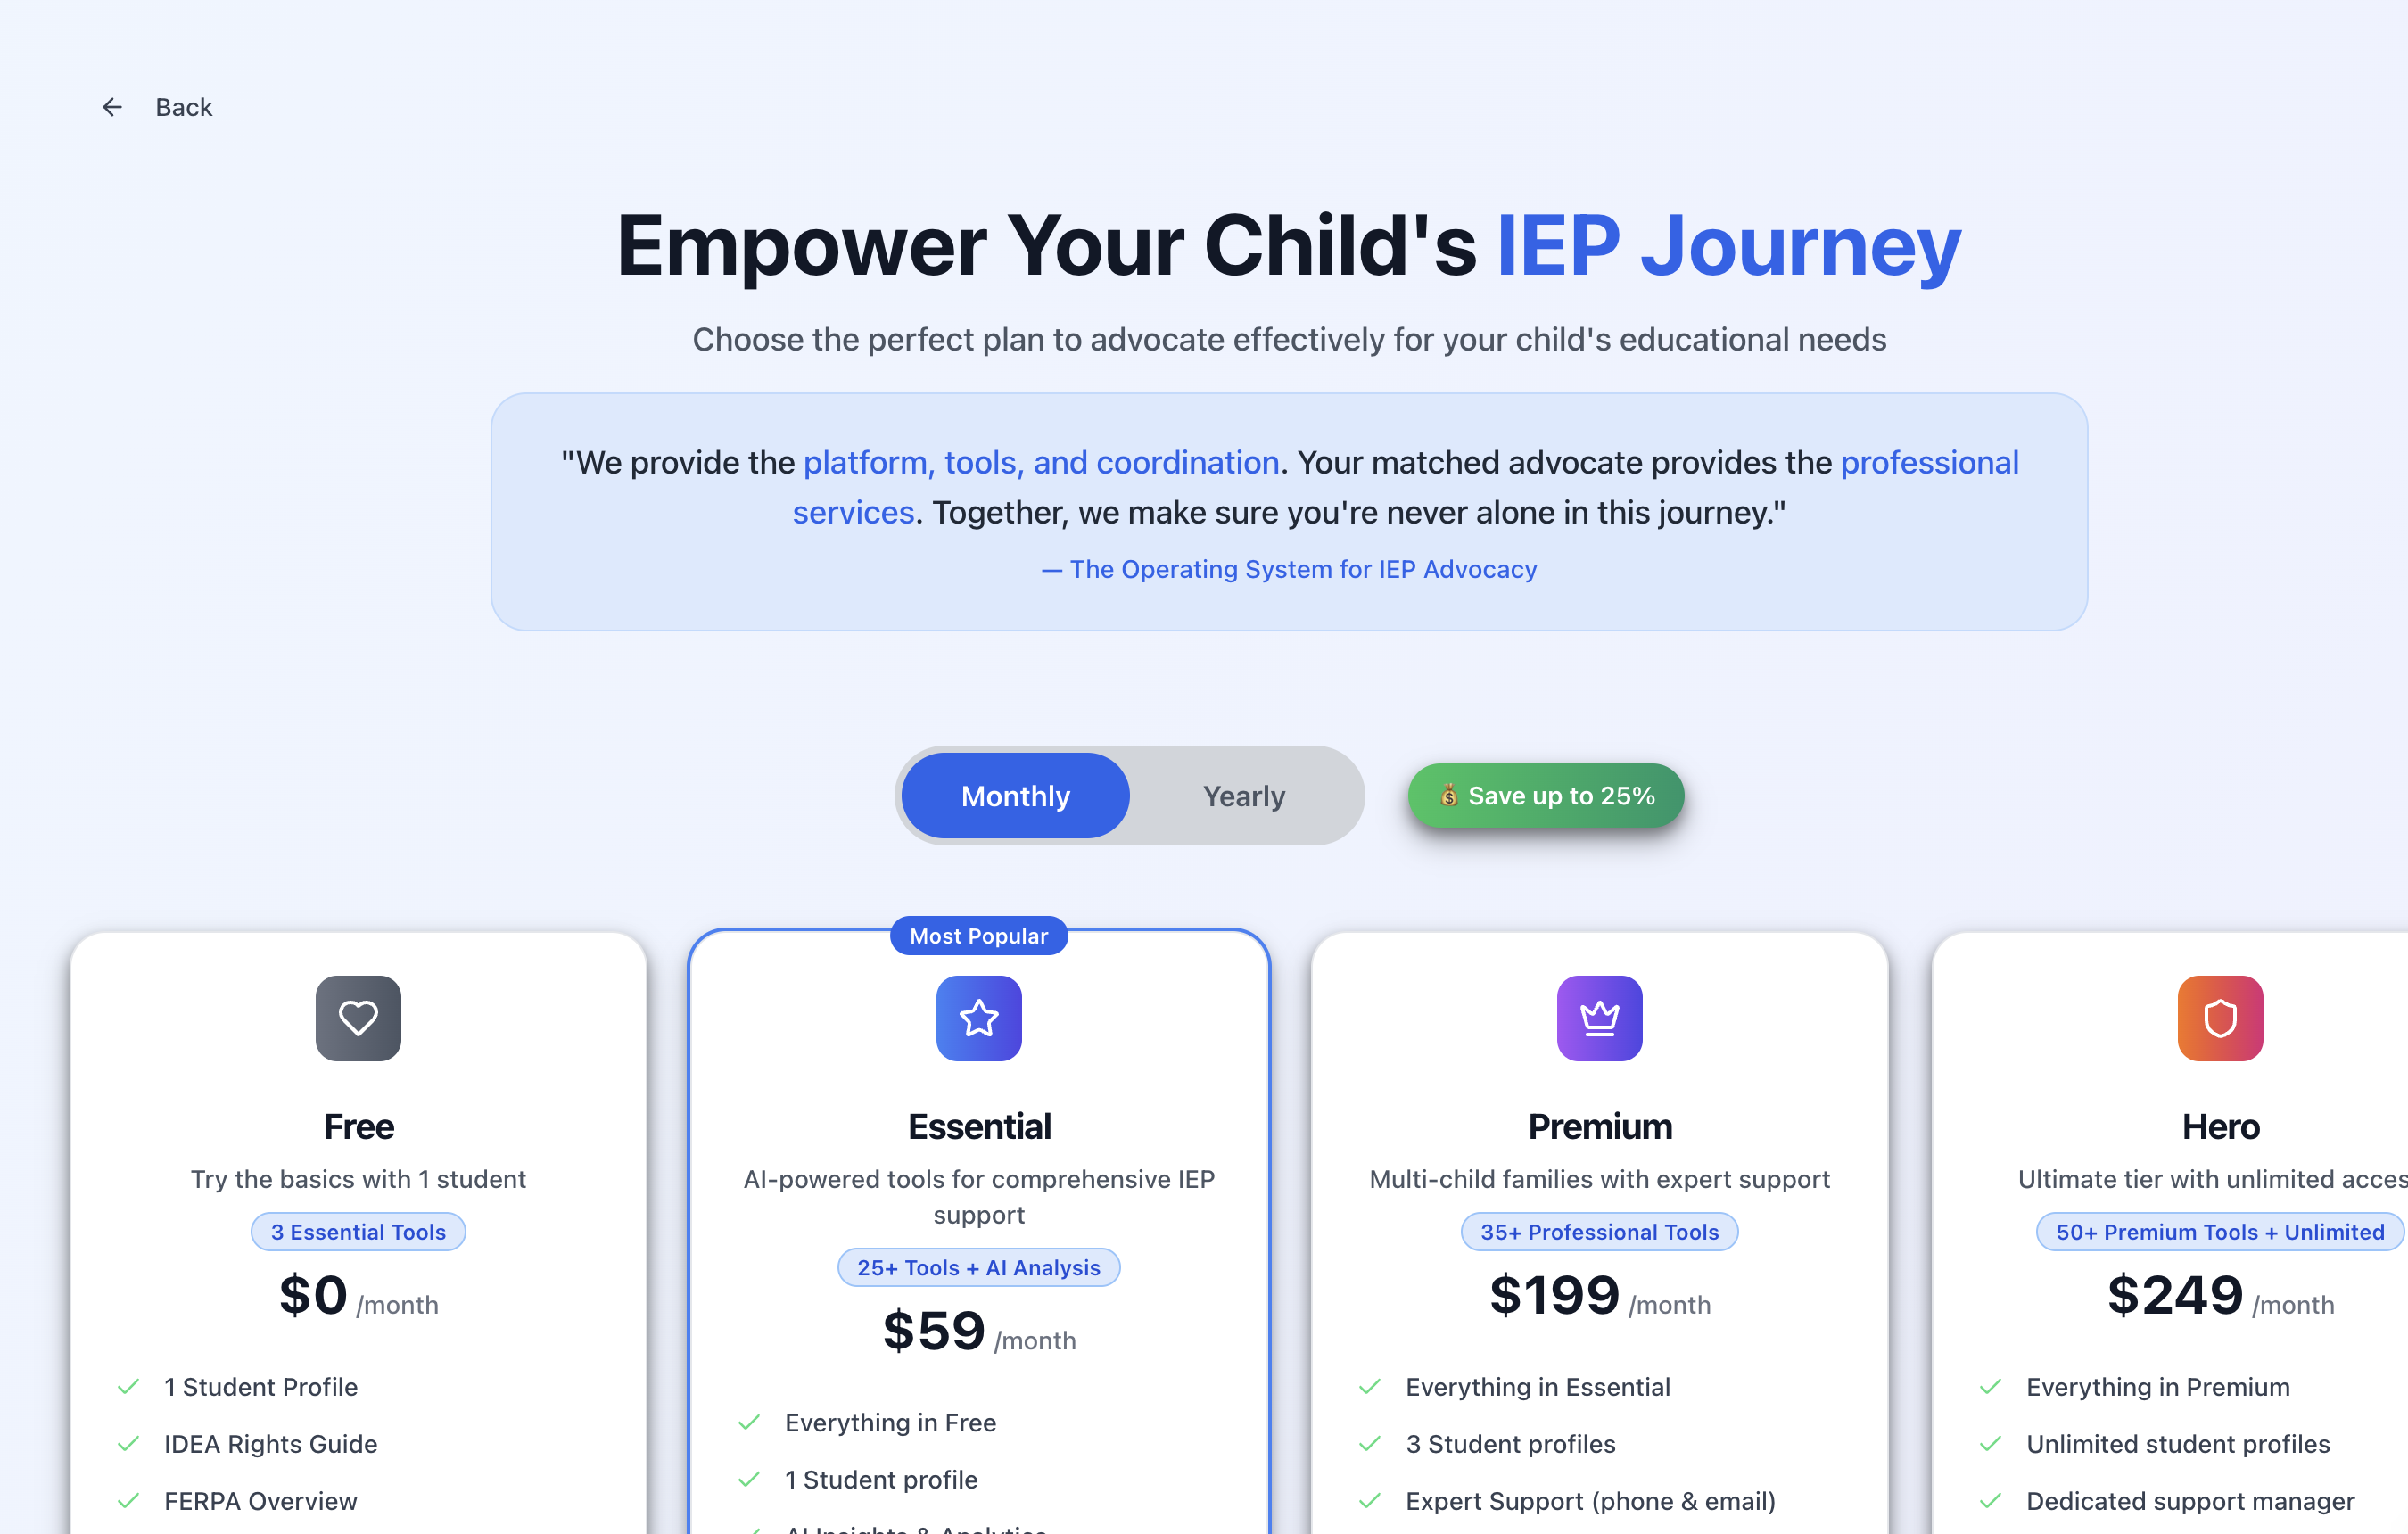 Back
Empower Your Child's IEP Journey
Choose the perfect plan to advocate effectively for your child's educational needs
"We provide the platform, tools, and coordination. Your matched advocate provides the professional
services. Together, we make sure you're never alone in this journey."
— The Operating System for IEP Advocacy
Monthly
Yearly
💰 Save up to 25%
Free
Try the basics with 1 student
3 Essential Tools
$0 /month
1 Student Profile
IDEA Rights Guide
FERPA Overview
Most Popular
Essential
AI-powered tools for comprehensive IEP
support
25+ Tools + AI Analysis
$59 /month
Everything in Free
1 Student profile
AI Insights & Analytics
Premium
Multi-child families with expert support
35+ Professional Tools
$199 /month
Everything in Essential
3 Student profiles
Expert Support (phone & email)
Hero
Ultimate tier with unlimited
50+ Premium Tools + Unlimited
$249 /month
Everything in Premium
Unlimited student profiles
Dedicated support manager